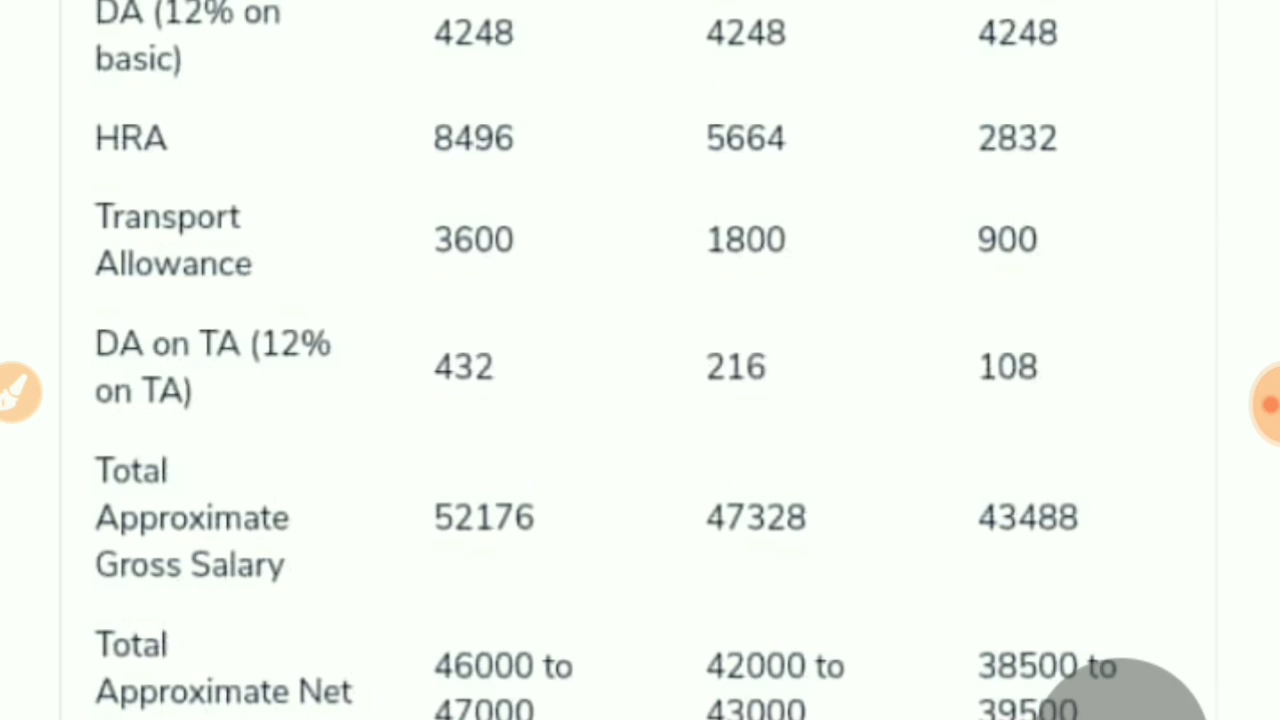 DA (12% on
basic)
4248 4248 4248
HRA 8496 5664 2832
Transport
Allowance
3600 1800 900
DA on TA (12%
on TA)
432 216 108
Total
Approximate
Gross Salary
52176 47328 43488
Total
Approximate Net
46000 to 42000 to 38500 to
47000 43000 39500